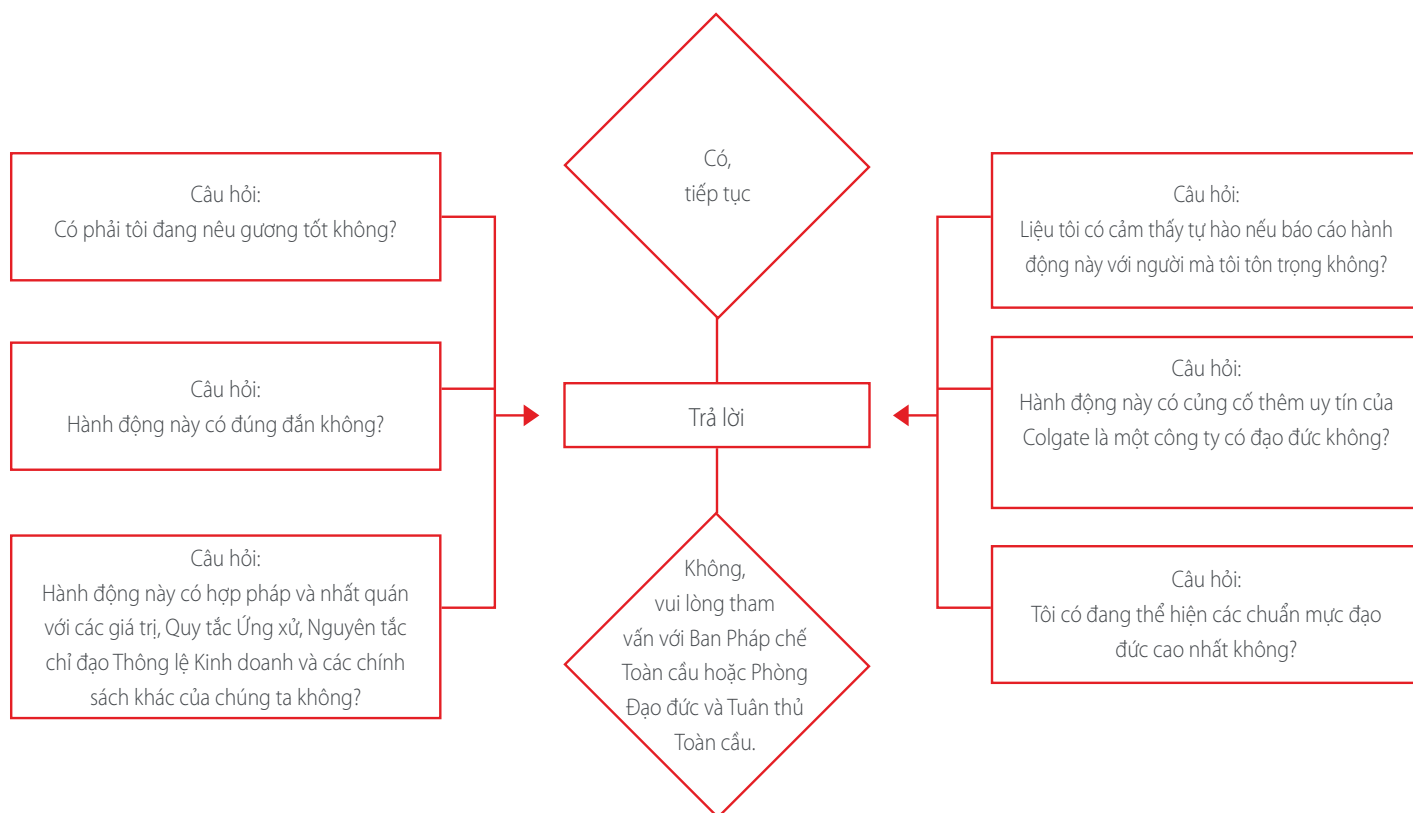 Câu hỏi:
Có phải tôi đang nêu gương tốt không?
Câu hỏi:
Hành động này có đúng đắn không?
Câu hỏi:
Hành động này có hợp pháp và nhất quán
với các giá trị, Quy tắc Ứng xử, Nguyên tắc
chỉ đạo Thông lệ Kinh doanh và các chính
sách khác của chúng ta không?
Có,
tiếp tục
Trả lời
Không,
vui lòng tham
vấn với Ban Pháp chế
Toàn cầu hoặc Phòng
Đạo đức và Tuân thủ
Toàn cầu.
Câu hỏi:
Liệu tôi có cảm thấy tự hào nếu báo cáo hành
động này với người mà tôi tôn trọng không?
Câu hỏi:
Hành động này có củng cố thêm uy tín của
Colgate là một công ty có đạo đức không?
Câu hỏi:
Tôi có đang thể hiện các chuẩn mực đạo
đức cao nhất không?